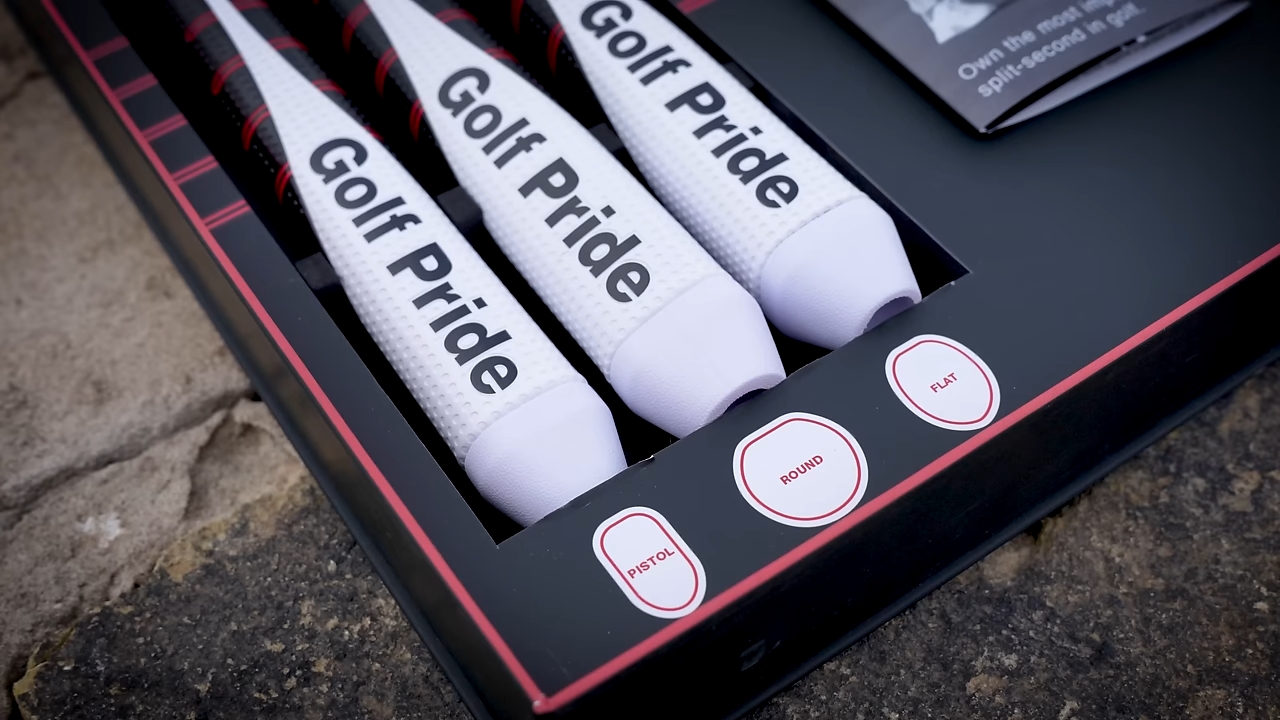 Golf Pride
Golf Pride
Golf Pride
Own the most
split-second in golf.
PISTOL
ROUND
FLAT